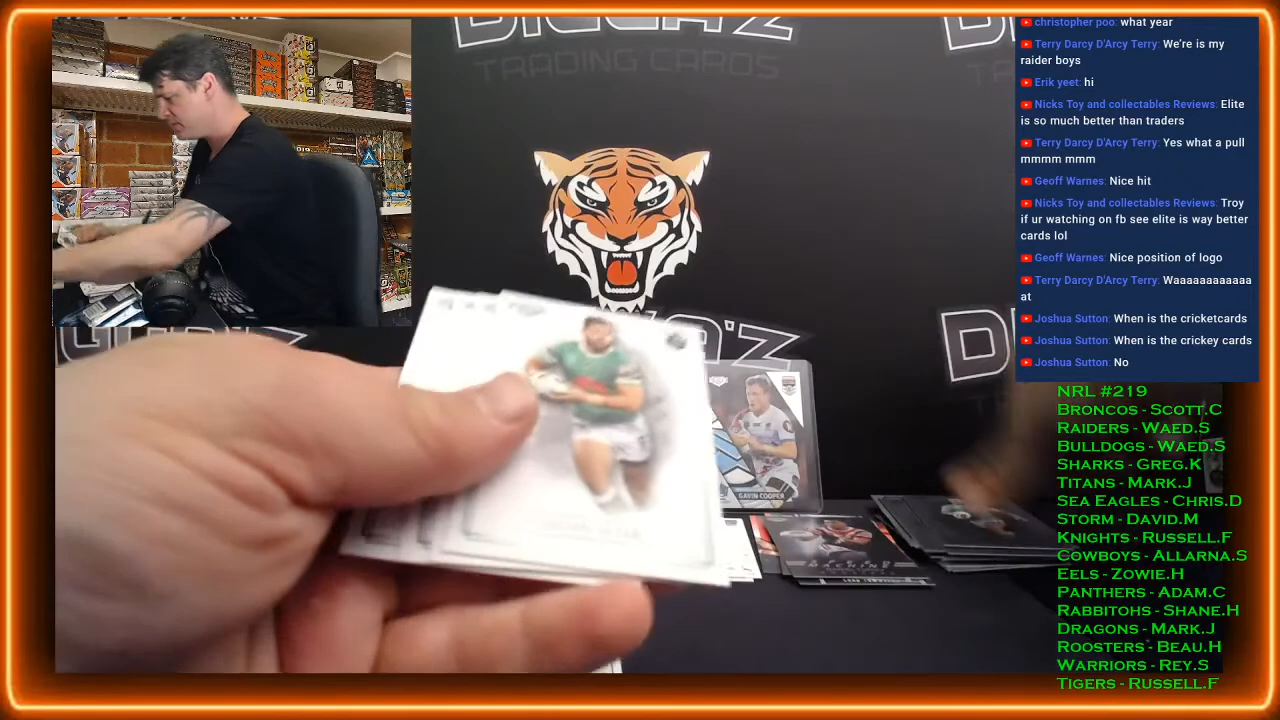 DIGGA'Z
TRADING CARDS
christopher poo: what year
Terry Darcy D'Arcy Terry: We're is my
raider boys
Erik yeet: hi
Nicks Toy and collectables Reviews: Elite
is so much better than traders
Terry Darcy D'Arcy Terry: Yes what a pull
mmmm mmm
Geoff Warnes: Nice hit
Nicks Toy and collectables Reviews: Troy
if ur watching on fb see elite is way better
cards lol
Geoff Warnes: Nice position of logo
Terry Darcy D'Arcy Terry: Waaaaaaaaaaaa
at
Joshua Sutton: When is the cricketcards
Joshua Sutton: When is the crickey cards
Joshua Sutton: No
GAVIN COOPER
MACHINE
NRL #219
Broncos - Scott.C
Raiders - Waed.S
Bulldogs - Waed.S
Sharks - Greg.K
Titans - Mark.J
Sea Eagles - Chris.D
Storm - David.M
Knights - Russell.F
Cowboys - Allarna.S
Eels - Zowie.H
Panthers - Adam.C
Rabbitohs - Shane.H
Dragons - Mark.J
Roosters - Beau.H
Warriors - Rey.S
Tigers - Russell.F